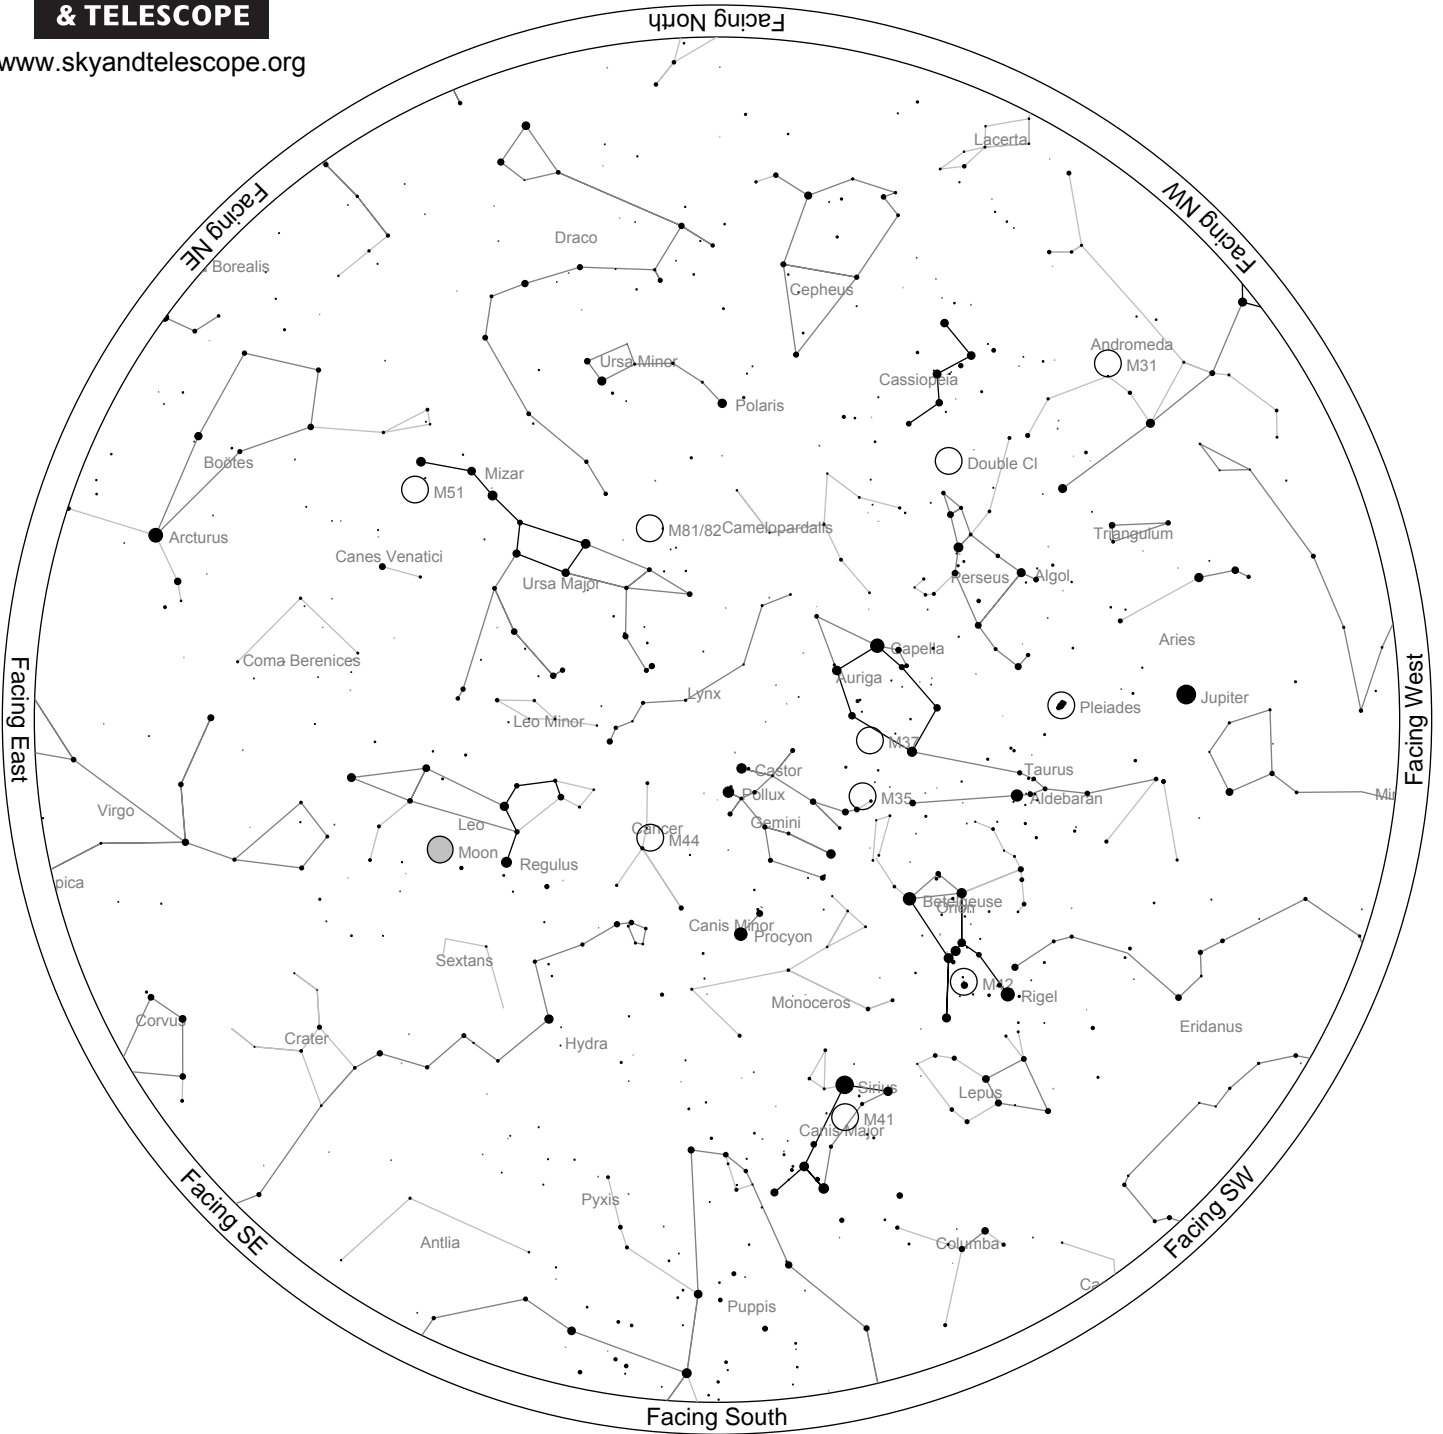 & TELESCOPE
www.skyandtelescope.org
Facing North
Lacerta
Facing NE
Facing NW
Draco
Borealis
Cepheus
Andromeda
M31
Ursa Minor
Cassiopeia
Polaris
Boötes
Mizar
Double Cl
M51
Arcturus
M81/82
Camelopardalis
Triangulum
Canes Venatici
Ursa Major
Perseus
Algol
Aries
Coma Berenices
Capella
Auriga
Lynx
Jupiter
Pleiades
Leo Minor
Facing East
Facing West
M37
Castor
Taurus
Pollux
M35
Aldebaran
Virgo
Leo
Cancer
Gemini
M44
Moon
Regulus
pica
Betelgeuse
Orion
Canis Minor
Procyon
Sextans
M42
Rigel
Monoceros
Corvus
Crater
Hydra
Eridanus
Sirius
Lepus
M41
Canis Major
Pyxis
Facing SE
Facing SW
Antlia
Columba
Ca
Puppis
Facing South